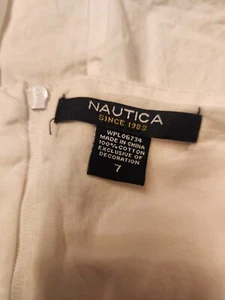 NAUTICA
SINCE 1983
WPL06734
MADE IN CHINA
100% COTTON
EXCLUSIVE OF
DECORATION
7